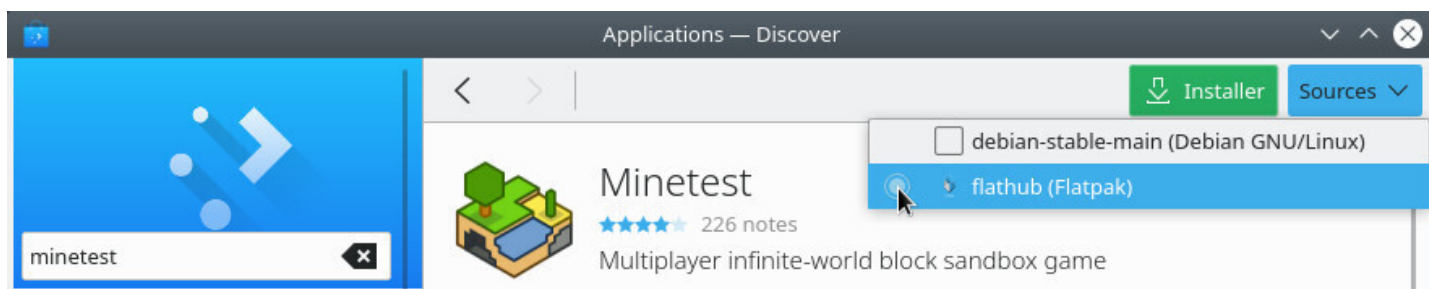 Applications — Discover
Installer
Sources
debian-stable-main (Debian GNU/Linux)
flathub (Flatpak)
minetest
Minetest
226 notes
Multiplayer infinite-world block sandbox game